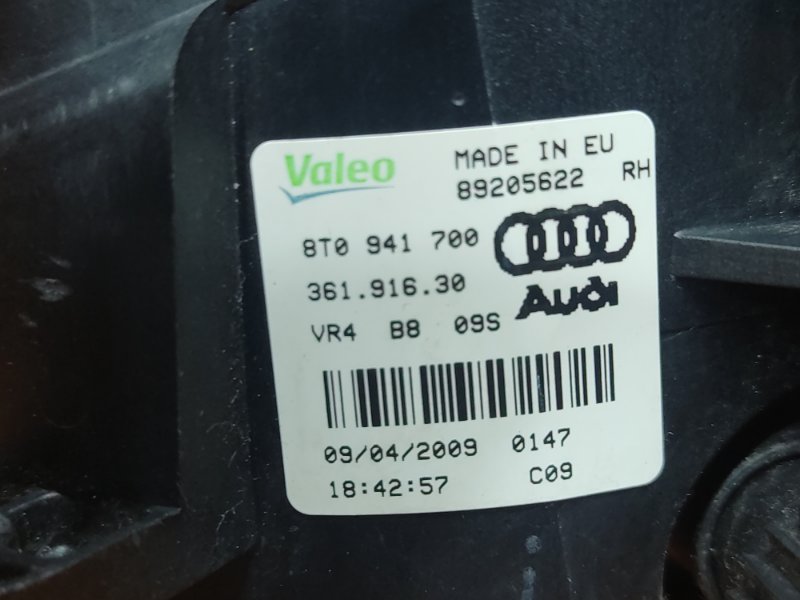 Valeo MADE IN EU
89205622 RH
8T0 941 700
361.916.30
Audi
VR4 B8 09S
09/04/2009 0147
18:42:57 C09